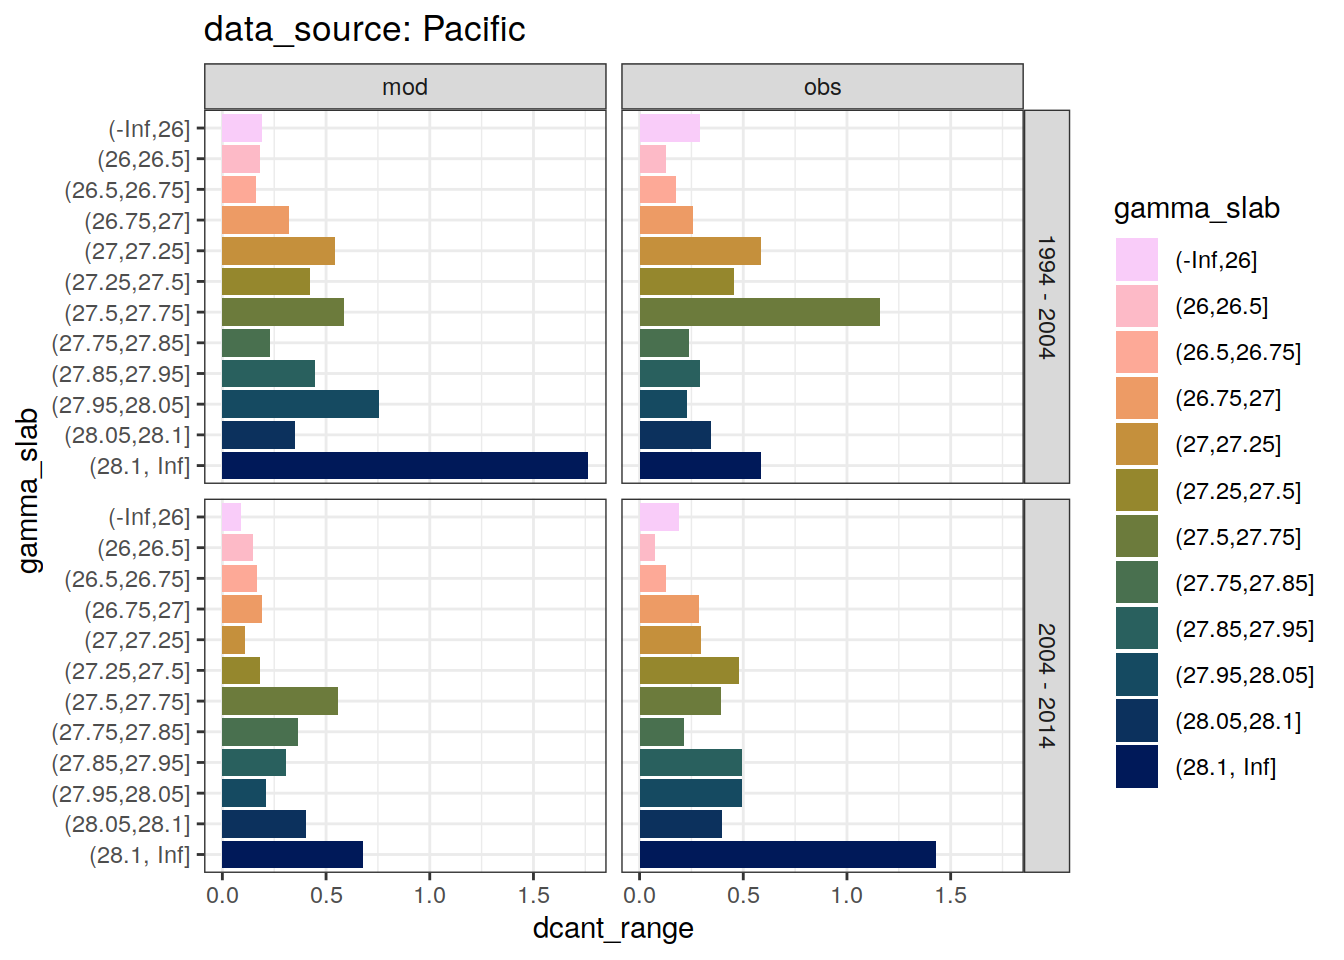 data_source: Pacific
mod
obs
gamma_slab
(-Inf,26]
(26,26.5]
(26.5,26.75]
(26.75,27]
(27,27.25]
(27.25,27.5]
(27.5,27.75]
(27.75,27.85]
(27.85,27.95]
(27.95,28.05]
(28.05,28.1]
(28.1, Inf]
1994 - 2004
(-Inf,26]
(26,26.5]
(26.5,26.75]
(26.75,27]
(27,27.25]
(27.25,27.5]
(27.5,27.75]
(27.75,27.85]
(27.85,27.95]
(27.95,28.05]
(28.05,28.1]
(28.1, Inf]
2004 - 2014
0.0 0.5 1.0 1.5
0.0 0.5 1.0 1.5
dcant_range
gamma_slab
(-Inf,26]
(26,26.5]
(26.5,26.75]
(26.75,27]
(27,27.25]
(27.25,27.5]
(27.5,27.75]
(27.75,27.85]
(27.85,27.95]
(27.95,28.05]
(28.05,28.1]
(28.1, Inf]